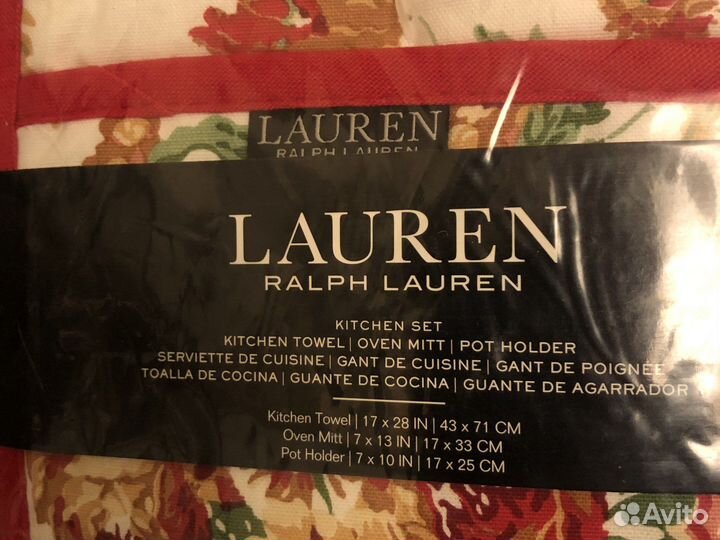 LAUREN
RALPH LAUREN
LAUREN
RALPH LAUREN
KITCHEN SET
KITCHEN TOWEL | OVEN MITT | POT HOLDER
SERVIETTE DE CUISINE | GANT DE CUISINE | GANT DE POIGNÉE
TOALLA DE COCINA | GUANTE DE COCINA | GUANTE DE AGARRADOR
Kitchen Towel | 17 x 28 IN | 43 x 71 CM
Oven Mitt | 7 x 13 IN | 17 x 33 CM
Pot Holder | 7 x 10 IN | 17 x 25 CM
Avito